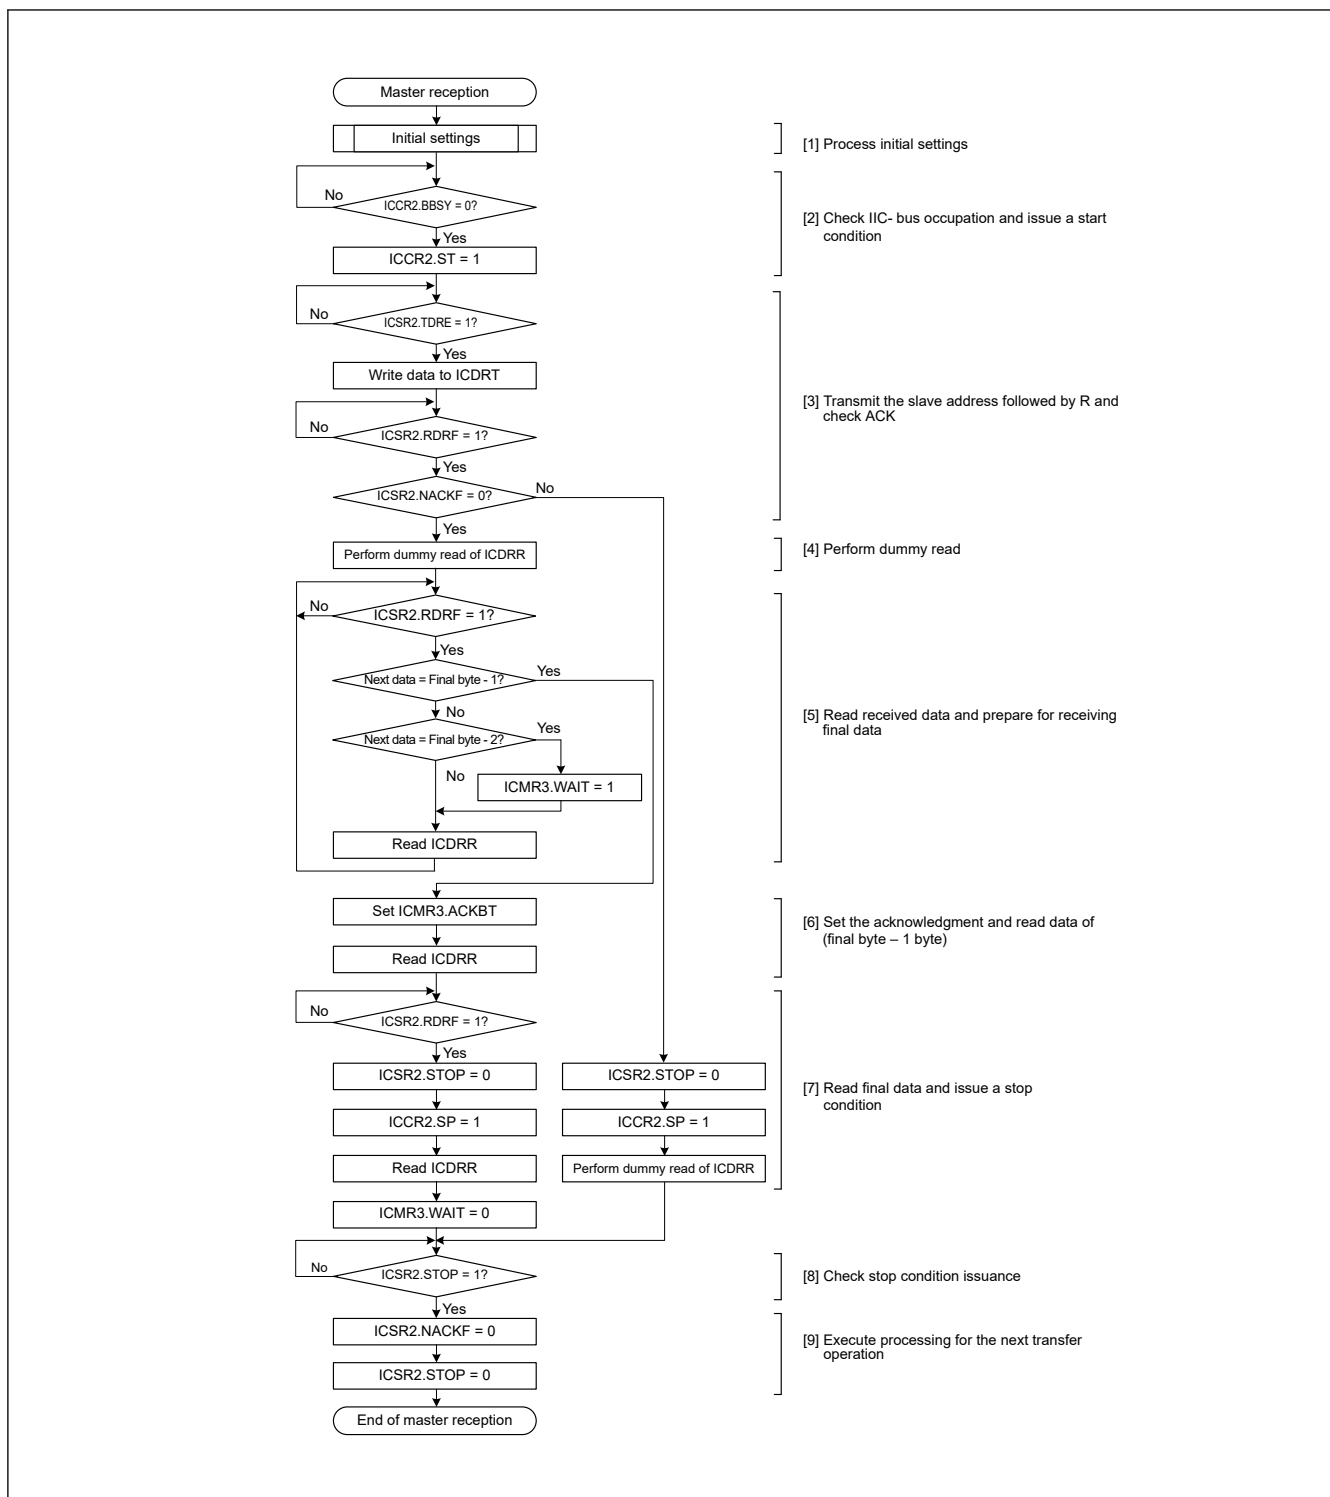 Master reception
Initial settings
[1] Process initial settings
No
ICCR2.BBSY = 0?
Yes
[2] Check IIC- bus occupation and issue a start
condition
ICCR2.ST = 1
No
ICSR2.TDRE = 1?
Yes
Write data to ICDRT
[3] Transmit the slave address followed by R and
check ACK
No
ICSR2.RDRF = 1?
Yes
ICSR2.NACKF = 0?
No
Yes
Perform dummy read of ICDRR
[4] Perform dummy read
No
ICSR2.RDRF = 1?
Yes
Next data = Final byte - 1?
Yes
No
Next data = Final byte - 2?
Yes
[5] Read received data and prepare for receiving
final data
No
ICMR3.WAIT = 1
Read ICDRR
Set ICMR3.ACKBT
[6] Set the acknowledgment and read data of
(final byte – 1 byte)
Read ICDRR
No
ICSR2.RDRF = 1?
Yes
ICSR2.STOP = 0
ICSR2.STOP = 0
[7] Read final data and issue a stop
condition
ICCR2.SP = 1
ICCR2.SP = 1
Read ICDRR
Perform dummy read of ICDRR
ICMR3.WAIT = 0
No
ICSR2.STOP = 1?
[8] Check stop condition issuance
Yes
ICSR2.NACKF = 0
[9] Execute processing for the next transfer
operation
ICSR2.STOP = 0
End of master reception